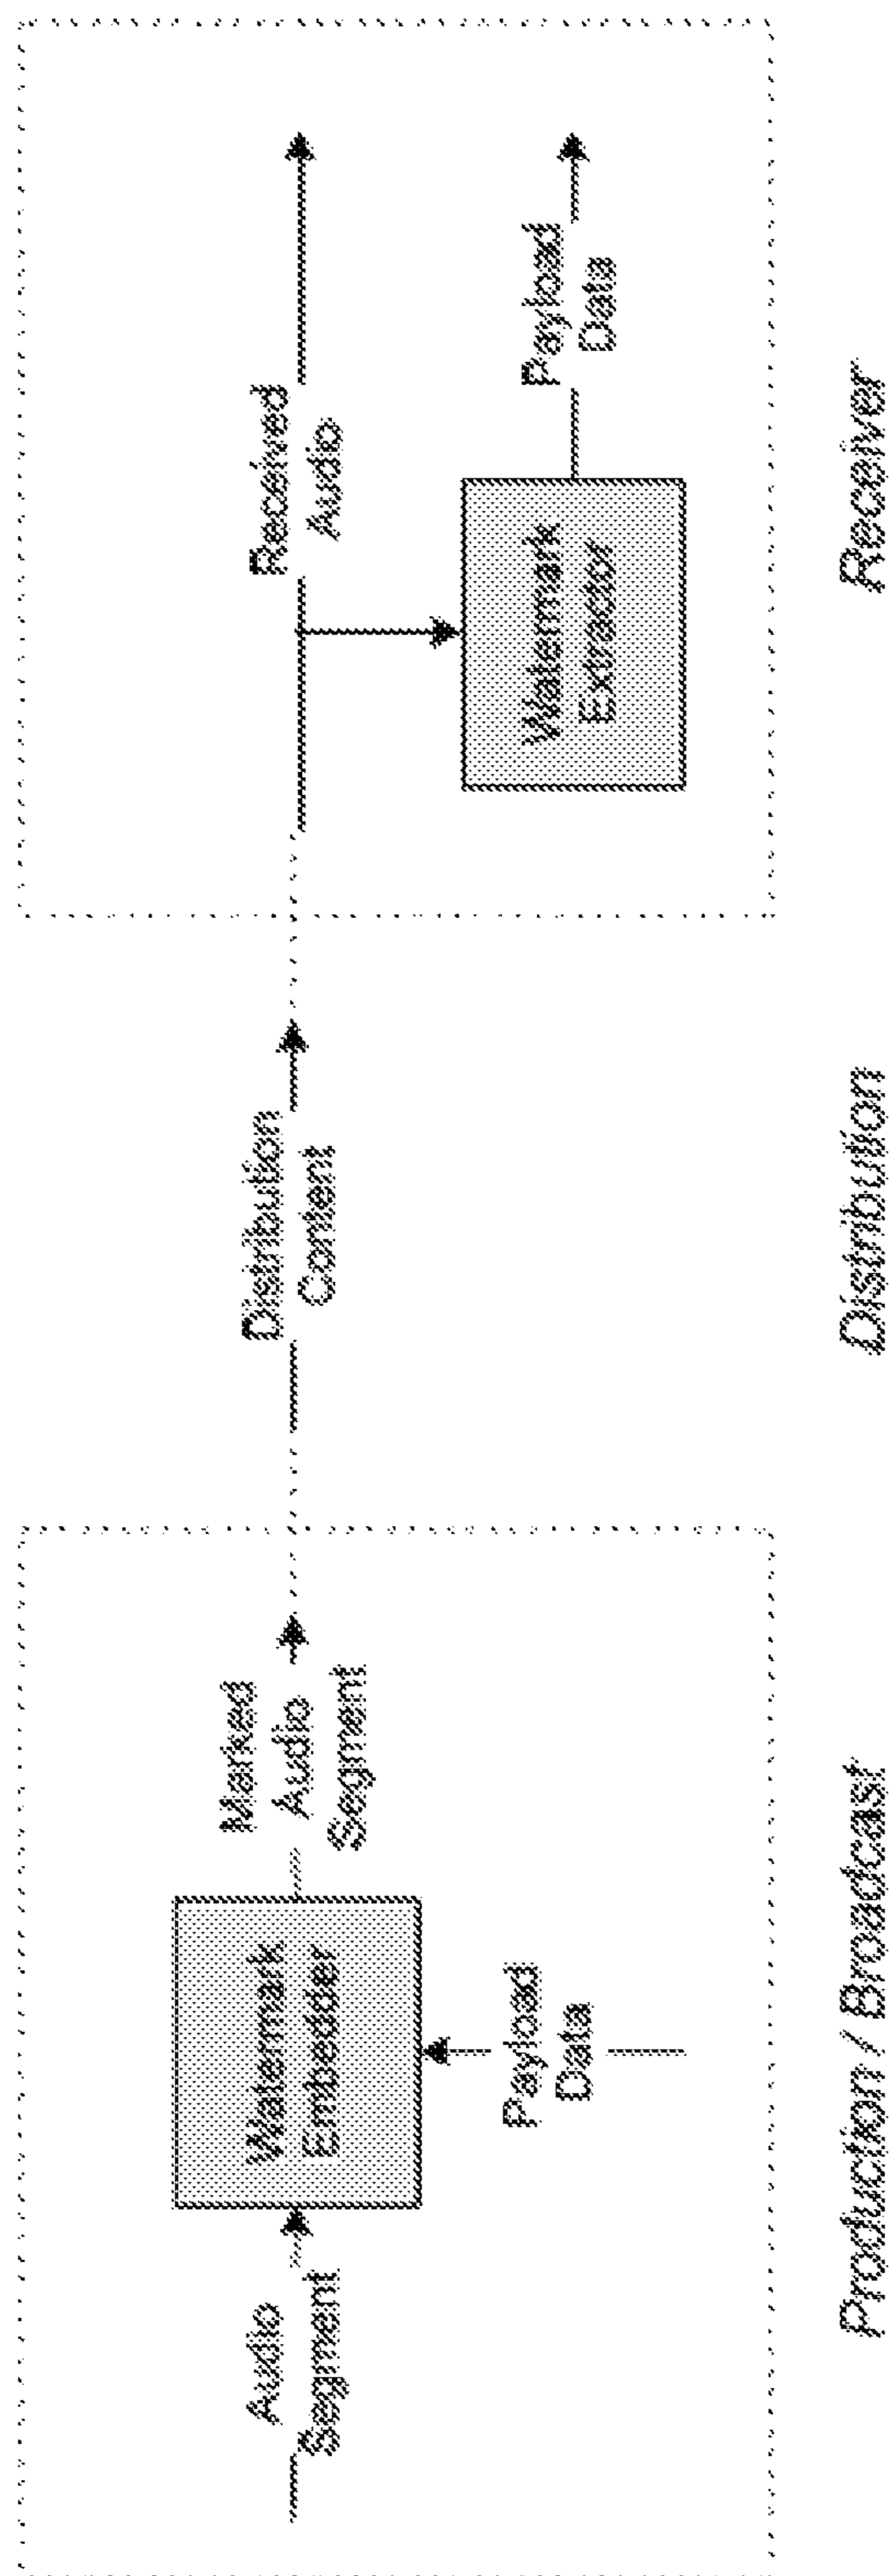 Audio
Segment
Watermark
Embedder
Payload
Data
Marked
Audio
Segment
Distribution
Content
Received
Audio
Watermark
Extractor
Payload
Data
Production / Broadcast
Distribution
Receiver